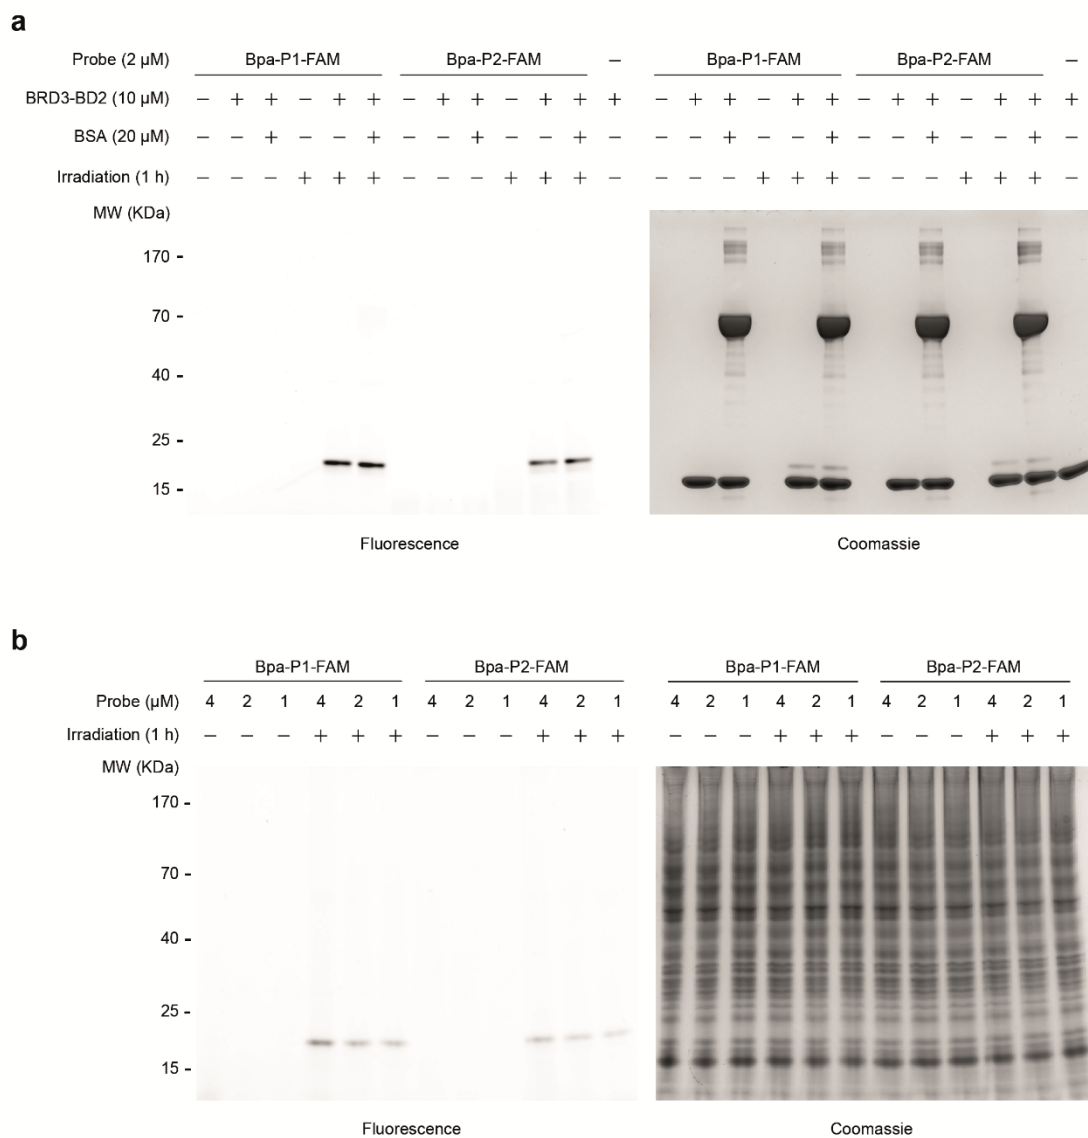 a
Probe (2 µM) Bpa-P1-FAM Bpa-P2-FAM – Bpa-P1-FAM Bpa-P2-FAM –
BRD3-BD2 (10 µM) – + + – + + – + + – + + + – + + – + + – + + – + + +
BSA (20 µM) – – + – – + – – + – – + – – – + – – + – – + – – + –
Irradiation (1 h) – – – + + + – – – + + + – – – – + + + – – – + + + –
MW (KDa)
170 -
70 -
40 -
25 -
15 -
Fluorescence Coomassie
b
Bpa-P1-FAM Bpa-P2-FAM Bpa-P1-FAM Bpa-P2-FAM
Probe (µM) 4 2 1 4 2 1 4 2 1 4 2 1 4 2 1 4 2 1 4 2 1 4 2 1
Irradiation (1 h) – – – + + + – – – + + + – – – + + + – – – + + +
MW (KDa)
170 -
70 -
40 -
25 -
15 -
Fluorescence Coomassie